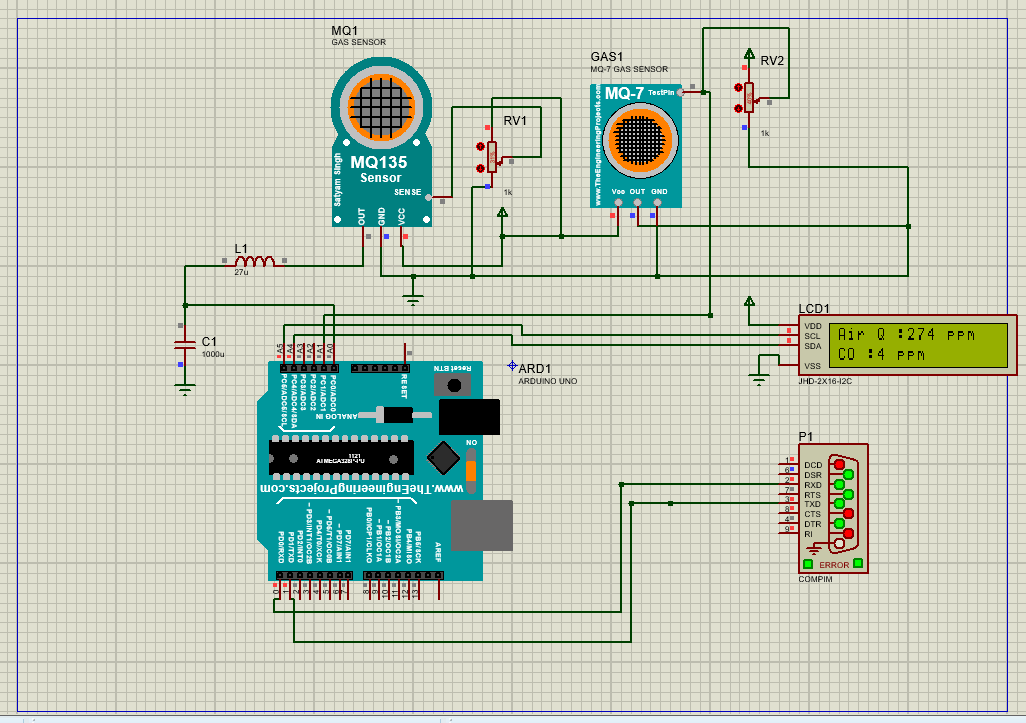 MQ1
GAS SENSOR
MQ135
Sensor
Satyam Singh
SENSE
OUT
GND
VCC
RV1
1k
GAS1
MQ-7 GAS SENSOR
MQ-7
TestPin
www.TheEngineeringProjects.com
Vcc
OUT
GND
RV2
1k
L1
27u
C1
1000u
LCD1
VDD
SCL
SDA
VSS
Air Q :274 ppm
CO :4 ppm
JHD-2X16-I2C
ARD1
ARDUINO UNO
A5
A4
A3
A2
A1
A0
PC5/ADC5/SCL
PC4/ADC4/SDA
PC3/ADC3
PC2/ADC2
PC1/ADC1
PC0/ADC0
RESET
Reset BTN
ANALOG IN
1121
ATMEGA328P-PU
ON
www.TheEngineeringProjects.com
PD0/RXD
PD1/TXD
PD2/INT0
~ PD3/INT1/OC2B
PD4/T0/XCK
~ PD5/T1/OC0B
~ PD6/AIN0
PD7/AIN1
PB0/ICP1/CLKO
~ PB1/OC1A
~ PB2/OC1B
~ PB3/MOSI/OC2A
PB4/MISO
PB5/SCK
AREF
0
1
2
3
4
5
6
7
8
9
10
11
12
13
P1
1
6
2
7
3
8
4
9
DCD
DSR
RXD
RTS
TXD
CTS
DTR
RI
ERROR
COMPIM